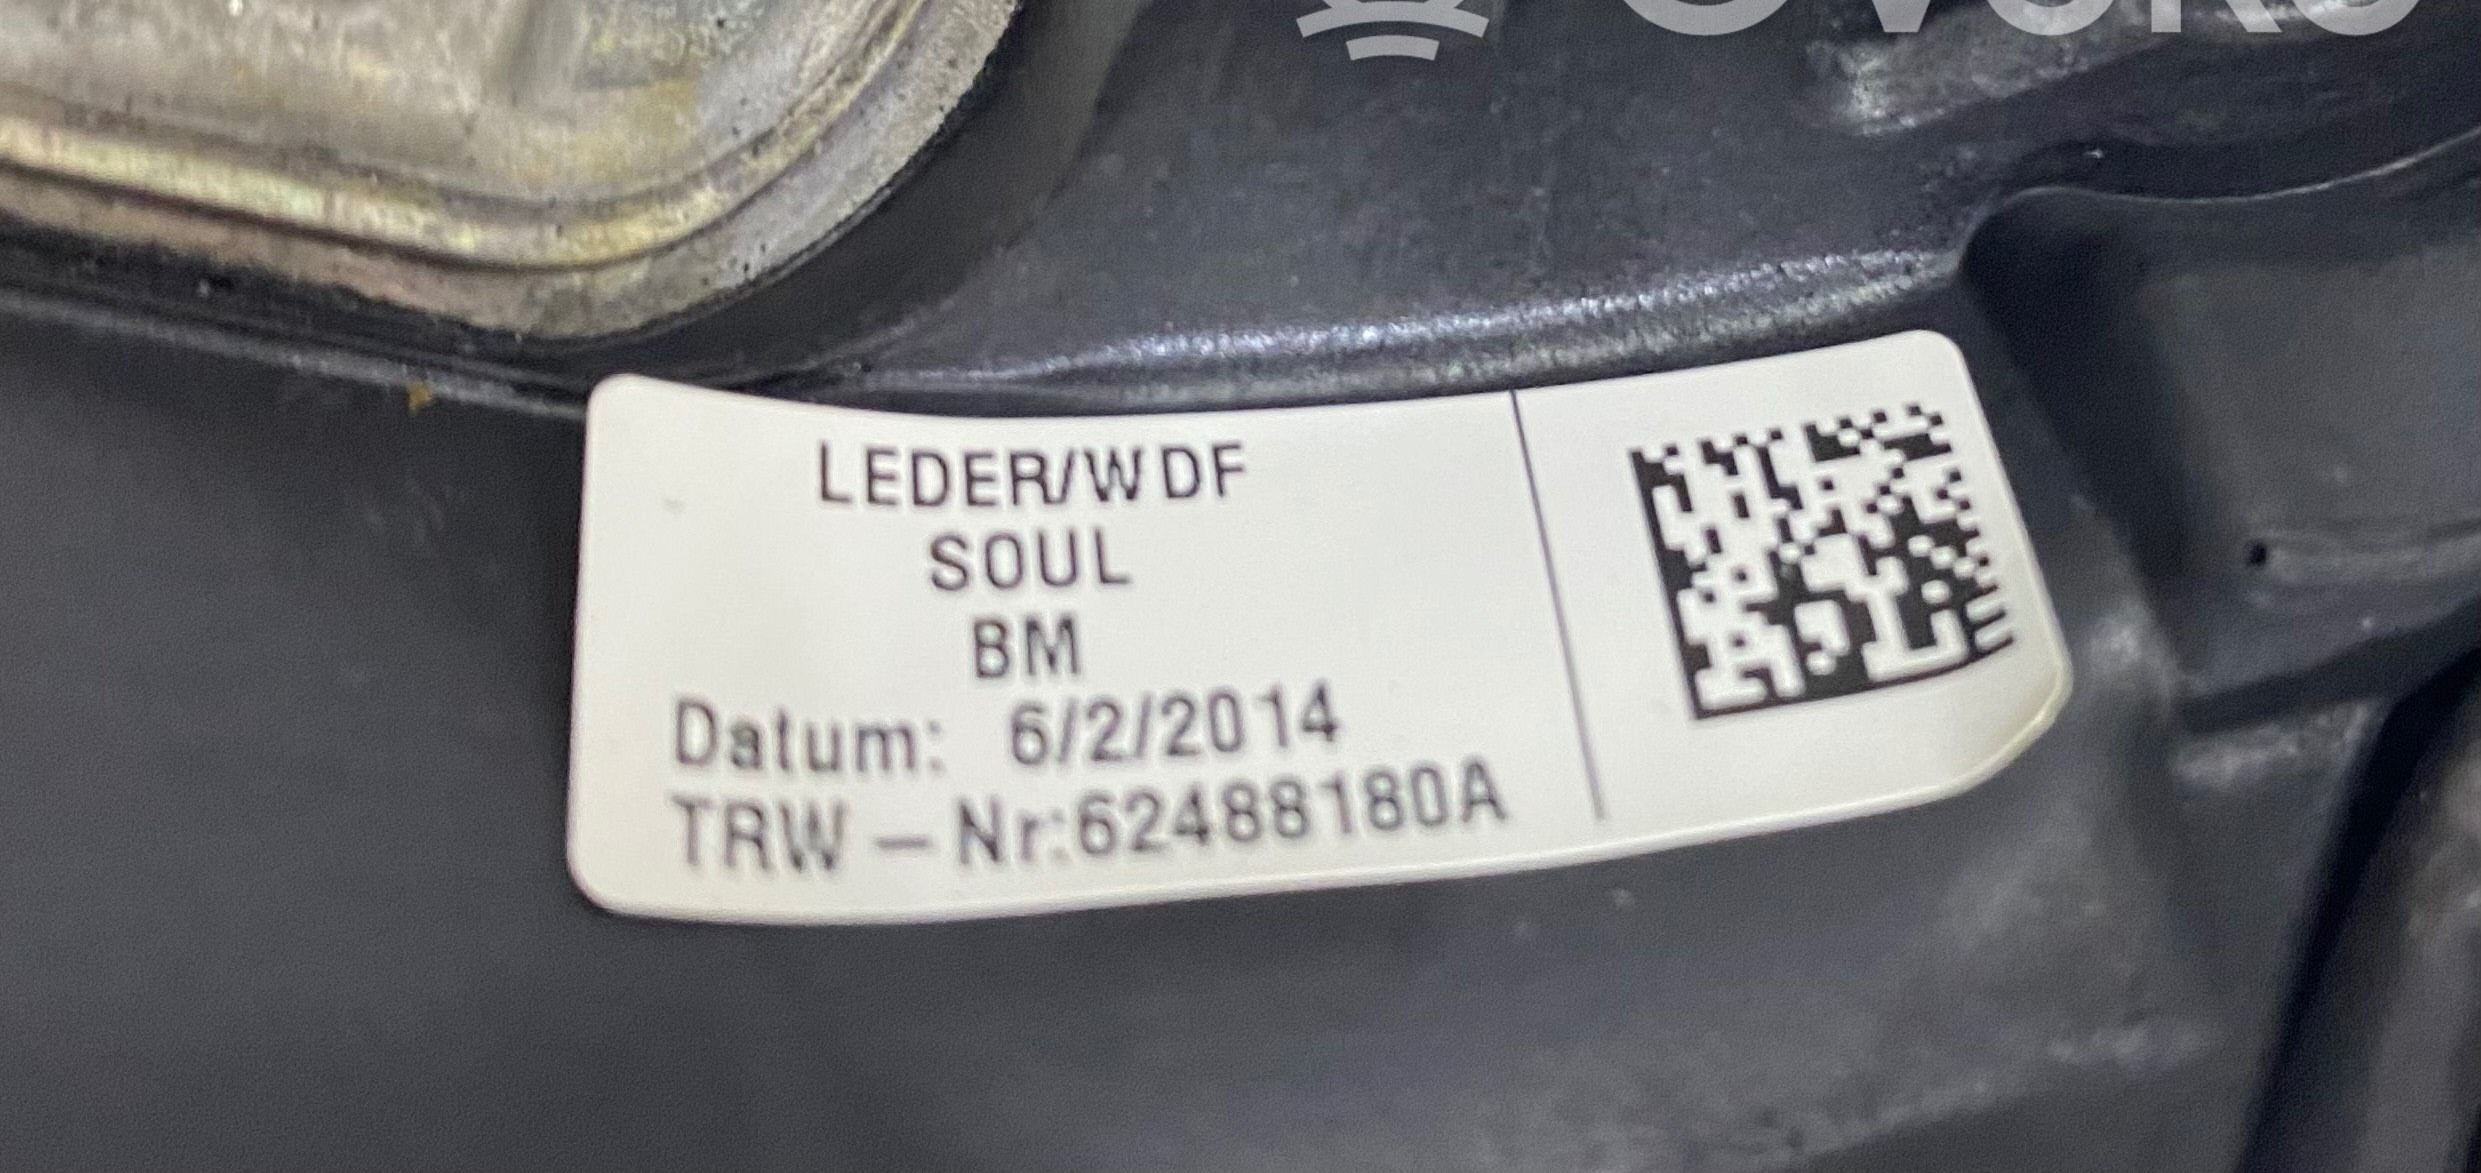 LEDER/WDF
SOUL
BM
Datum: 6/2/2014
TRW – Nr:62488180A